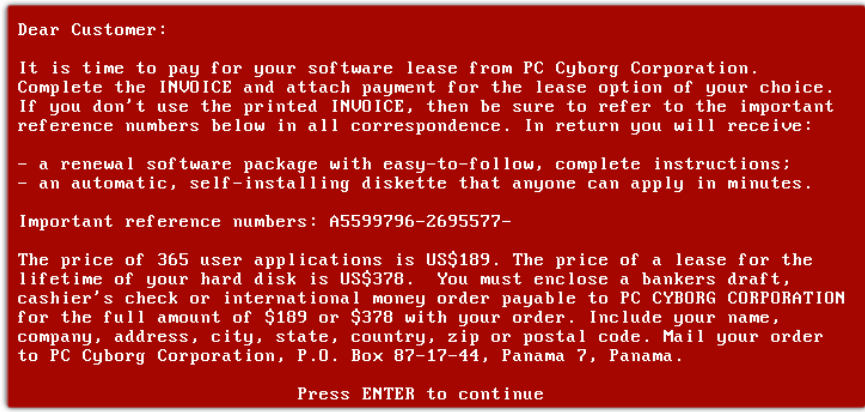 Dear Customer:
It is time to pay for your software lease from PC Cyborg Corporation.
Complete the INVOICE and attach payment for the lease option of your choice.
If you don't use the printed INVOICE, then be sure to refer to the important
reference numbers below in all correspondence. In return you will receive:
- a renewal software package with easy-to-follow, complete instructions;
- an automatic, self-installing diskette that anyone can apply in minutes.
Important reference numbers: A5599796-2695577-
The price of 365 user applications is US$189. The price of a lease for the
lifetime of your hard disk is US$378.  You must enclose a bankers draft,
cashier's check or international money order payable to PC CYBORG CORPORATION
for the full amount of $189 or $378 with your order. Include your name,
company, address, city, state, country, zip or postal code. Mail your order
to PC Cyborg Corporation, P.O. Box 87-17-44, Panama 7, Panama.
Press ENTER to continue